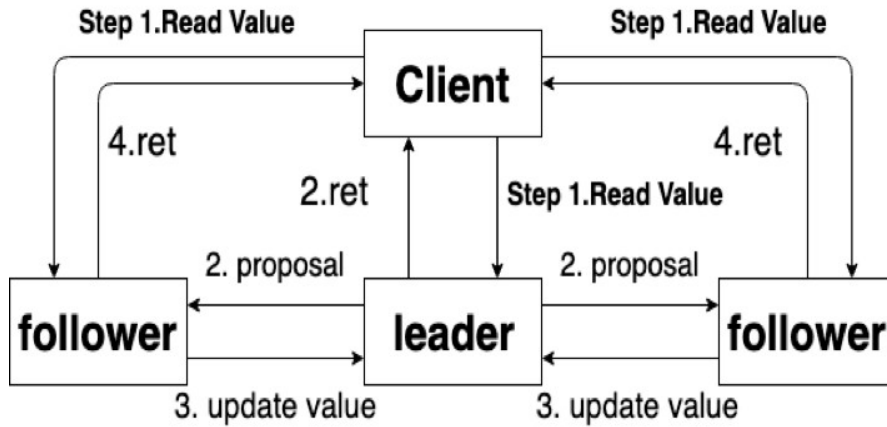 Step 1.Read Value
Step 1.Read Value
Client
4.ret
4.ret
2.ret
Step 1.Read Value
2. proposal
2. proposal
follower
leader
follower
3. update value
3. update value